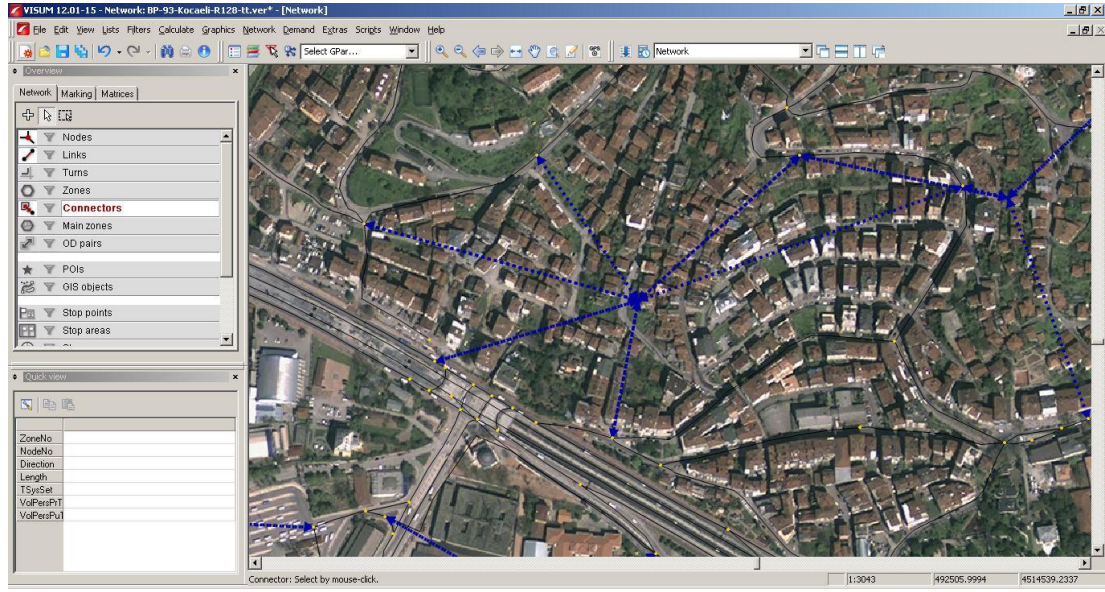 VISUM 12.01-15 - Network: BP-93-Kocaeli-R128-tt.ver* - [Network]
File Edit View Lists Filters Calculate Graphics Network Demand Extras Scripts Window Help
Select GPar... Network
Overview
Network Marking Matrices
Nodes
Links
Turns
Zones
Connectors
Main zones
OD pairs
POIs
GIS objects
Stop points
Stop areas
Quick view
ZoneNo
NodeNo
Direction
Length
TSysSet
VolPersPrT
VolPersPuT
Connector: Select by mouse-click. 1:3043 492505.9994 4514539.2337